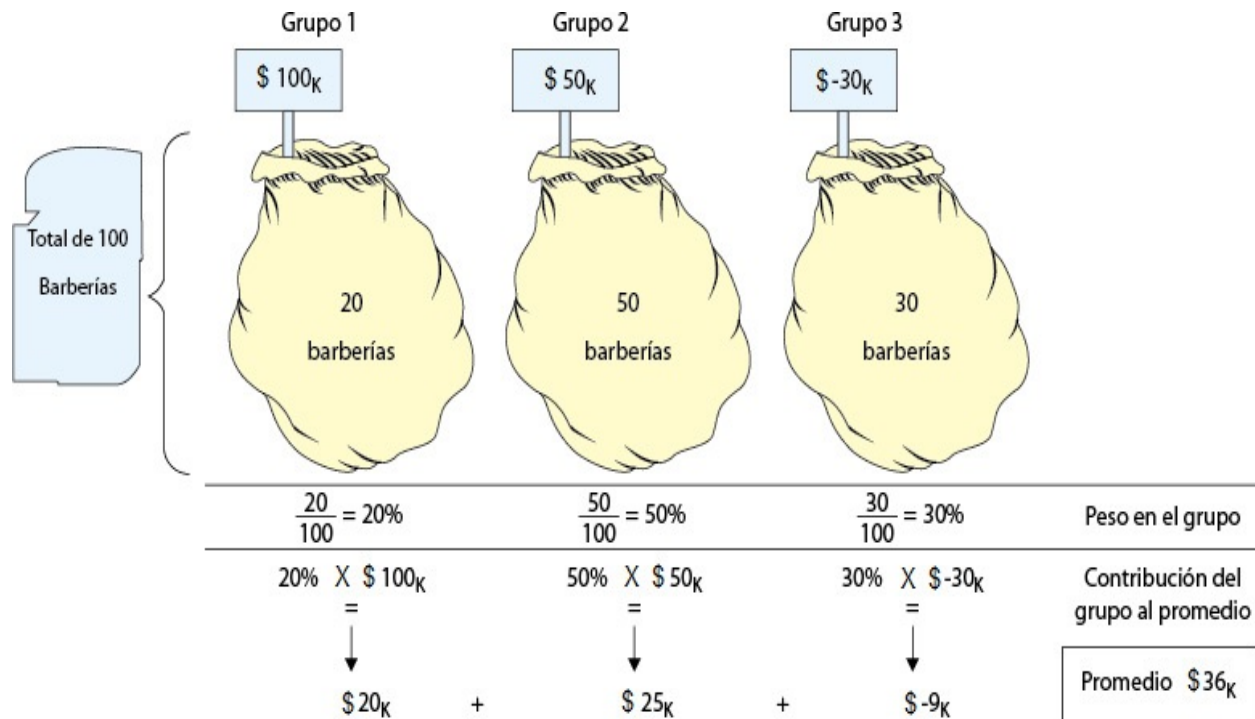 Grupo 1 Grupo 2 Grupo 3
$ 100K $ 50K $ -30K
Total de 100
Barberías
20 50 30
barberías barberías barberías
20/100 = 20% 50/100 = 50% 30/100 = 30% Peso en el grupo
20% X $ 100K 50% X $ 50K 30% X $ -30K Contribución del
= = = grupo al promedio
$ 20K + $ 25K + $ -9K
Promedio $ 36K